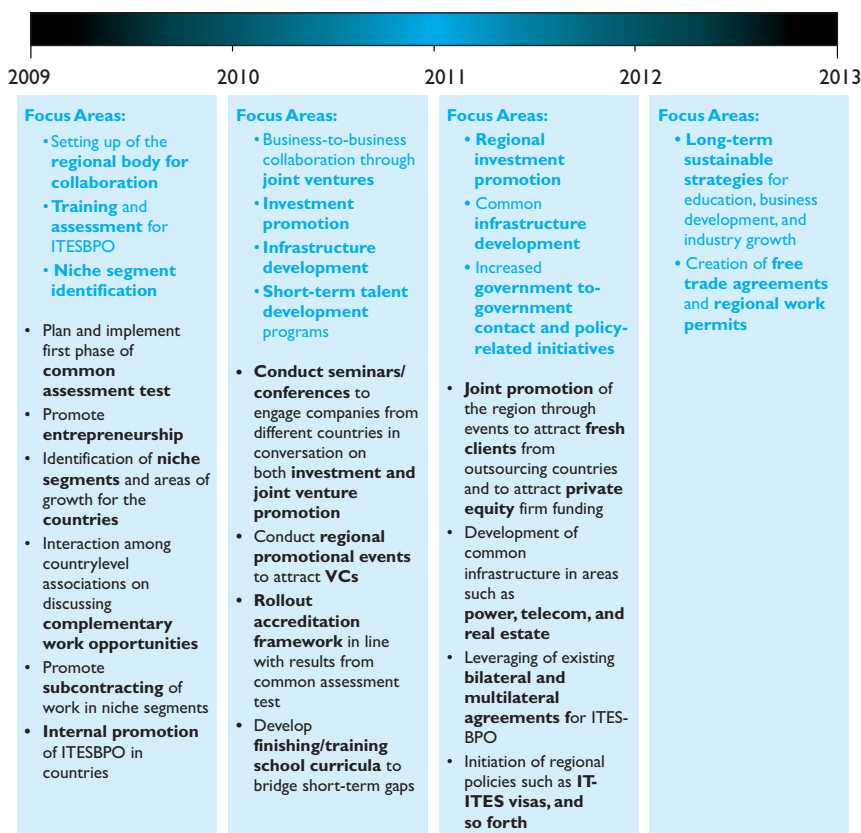 2009 2010 2011 2012 2013
Focus Areas:
• Setting up of the
regional body for
collaboration
• Training and
assessment for
ITESBPO
• Niche segment
identification
• Plan and implement
first phase of
common
assessment test
• Promote
entrepreneurship
• Identification of niche
segments and areas of
growth for the
countries
• Interaction among
countrylevel
associations on
discussing
complementary
work opportunities
• Promote
subcontracting of
work in niche segments
• Internal promotion
of ITESBPO in
countries
Focus Areas:
• Business-to-business
collaboration through
joint ventures
• Investment
promotion
• Infrastructure
development
• Short-term talent
development
programs
• Conduct seminars/
conferences to
engage companies from
different countries in
conversation on
both investment and
joint venture
promotion
• Conduct regional
promotional events
to attract VCs
• Rollout
accreditation
framework in line
with results from
common assessment
test
• Develop
finishing/training
school curricula to
bridge short-term gaps
Focus Areas:
• Regional
investment
promotion
• Common
infrastructure
development
• Increased
government to-
government
contact and policy-
related initiatives
• Joint promotion of
the region through
events to attract fresh
clients from
outsourcing countries
and to attract private
equity firm funding
• Development of
common
infrastructure in areas
such as
power, telecom, and
real estate
• Leveraging of existing
bilateral and
multilateral
agreements for ITES-
BPO
• Initiation of regional
policies such as IT-
ITES visas, and
so forth
Focus Areas:
• Long-term
sustainable
strategies for
education, business
development, and
industry growth
• Creation of free
trade agreements
and regional work
permits